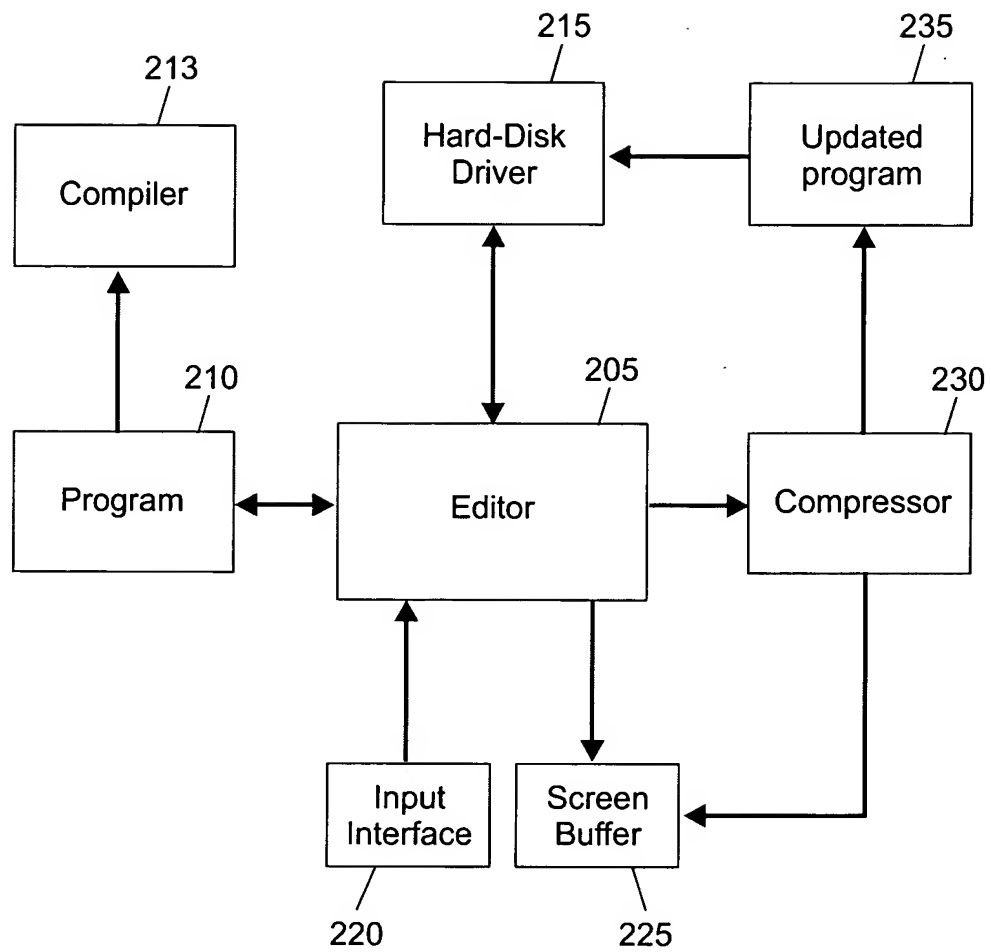 215
235
213
Hard-Disk
Driver
Updated
program
Compiler
210
205
230
Program
Editor
Compressor
Input
Interface
Screen
Buffer
220
225